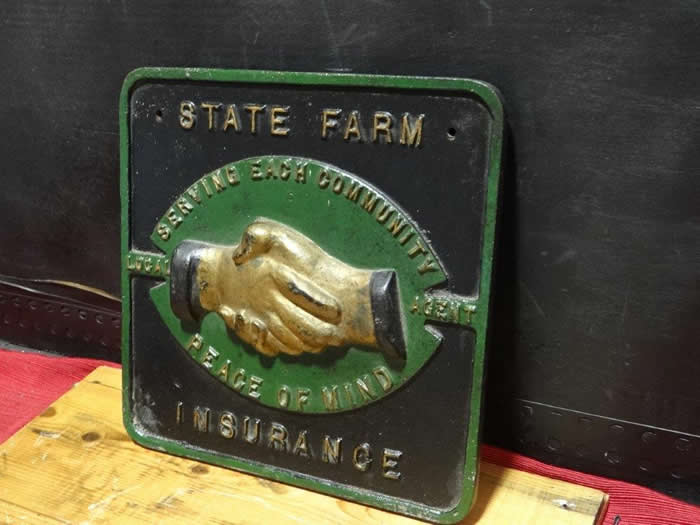 STATE FARM
SERVING EACH COMMUNITY
LOCAL AGENT
PEACE OF MIND
INSURANCE